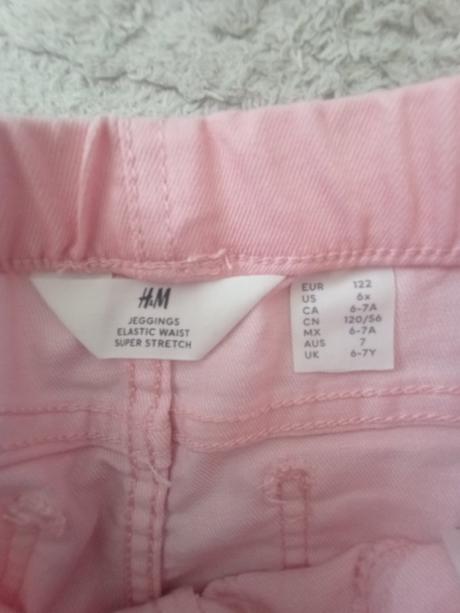 H&M
JEGGINGS
ELASTIC WAIST
SUPER STRETCH
EUR 122
US 6x
CA 6-7A
CN 120/56
MX 6-7A
AUS 7
UK 6-7Y